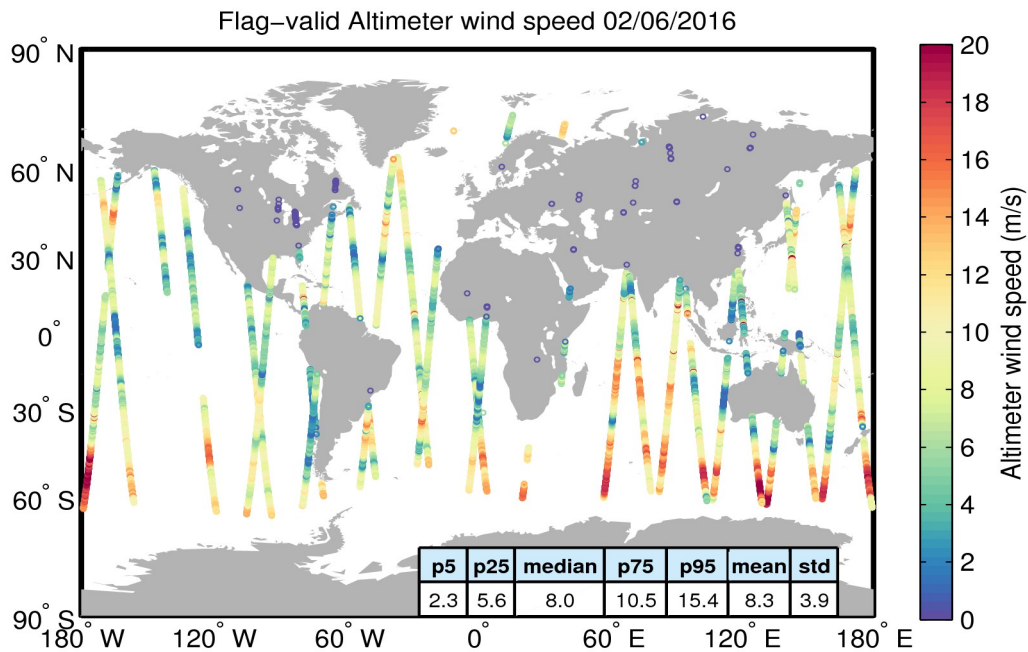 Flag-valid Altimeter wind speed 02/06/2016
90° N
60° N
30° N
0°
30° S
60° S
90° S
180° W
120° W
60° W
0°
60° E
120° E
180° E
p5 p25 median p75 p95 mean std
2.3 5.6 8.0 10.5 15.4 8.3 3.9
20
18
16
14
12
10
8
6
4
2
0
Altimeter wind speed (m/s)